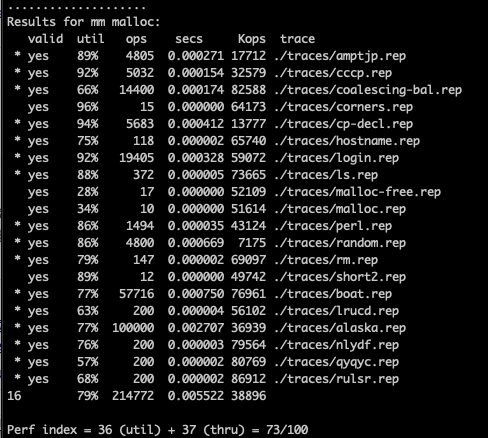 ....................
Results for mm malloc:
   valid  util   ops    secs     Kops  trace
 * yes    89%    4805  0.000271 17712 ./traces/amptjp.rep
 * yes    92%    5032  0.000154 32579 ./traces/cccp.rep
 * yes    66%   14400  0.000174 82588 ./traces/coalescing-bal.rep
   yes    96%      15  0.000000 64173 ./traces/corners.rep
 * yes    94%    5683  0.000412 13777 ./traces/cp-decl.rep
 * yes    75%     118  0.000002 65740 ./traces/hostname.rep
 * yes    92%   19405  0.000328 59072 ./traces/login.rep
 * yes    88%     372  0.000005 73665 ./traces/ls.rep
   yes    28%      17  0.000000 52109 ./traces/malloc-free.rep
   yes    34%      10  0.000000 51614 ./traces/malloc.rep
 * yes    86%    1494  0.000035 43124 ./traces/perl.rep
 * yes    86%    4800  0.000669  7175 ./traces/random.rep
 * yes    79%     147  0.000002 69097 ./traces/rm.rep
   yes    89%      12  0.000000 49742 ./traces/short2.rep
 * yes    77%   57716  0.000750 76961 ./traces/boat.rep
 * yes    63%     200  0.000004 56102 ./traces/lrucd.rep
 * yes    77%  100000  0.002707 36939 ./traces/alaska.rep
 * yes    76%     200  0.000003 79564 ./traces/nlydf.rep
 * yes    57%     200  0.000002 80769 ./traces/qyqyc.rep
 * yes    68%     200  0.000002 86912 ./traces/rulsr.rep
16        79%  214772  0.005522 38896
Perf index = 36 (util) + 37 (thru) = 73/100